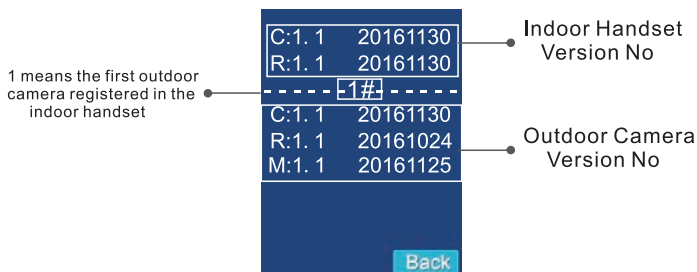 C:1. 1 20161130
R:1. 1 20161130
- - - - - -1#- - - - - -
C:1. 1 20161130
R:1. 1 20161024
M:1. 1 20161125
Back
1 means the first outdoor
camera registered in the
indoor handset
Indoor Handset
Version No
Outdoor Camera
Version No